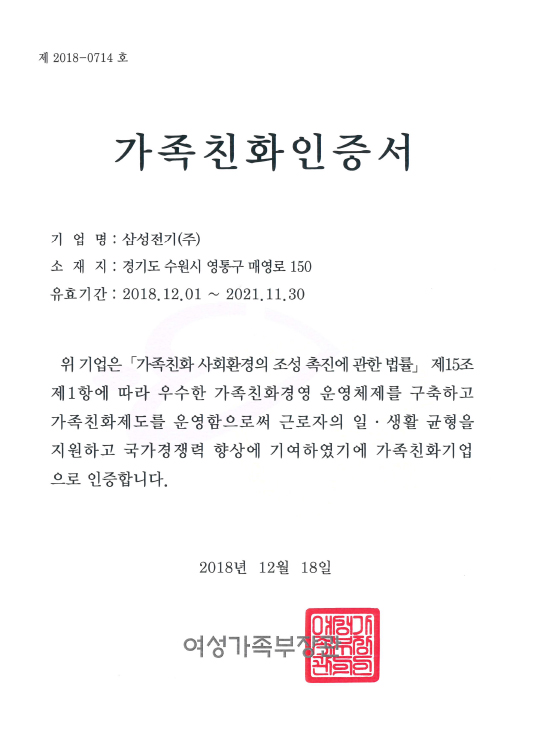 제 2018-0714 호
가족친화인증서
기 업 명 : 삼성전기(주)
소 재 지 : 경기도 수원시 영통구 매영로 150
유효기간 : 2018.12.01 ~ 2021.11.30
위 기업은 「가족친화 사회환경의 조성 촉진에 관한 법률」 제15조
제1항에 따라 우수한 가족친화경영 운영체제를 구축하고
가족친화제도를 운영함으로써 근로자의 일 · 생활 균형을
지원하고 국가경쟁력 향상에 기여하였기에 가족친화기업
으로 인증합니다.
2018년 12월 18일
여성가족부장관